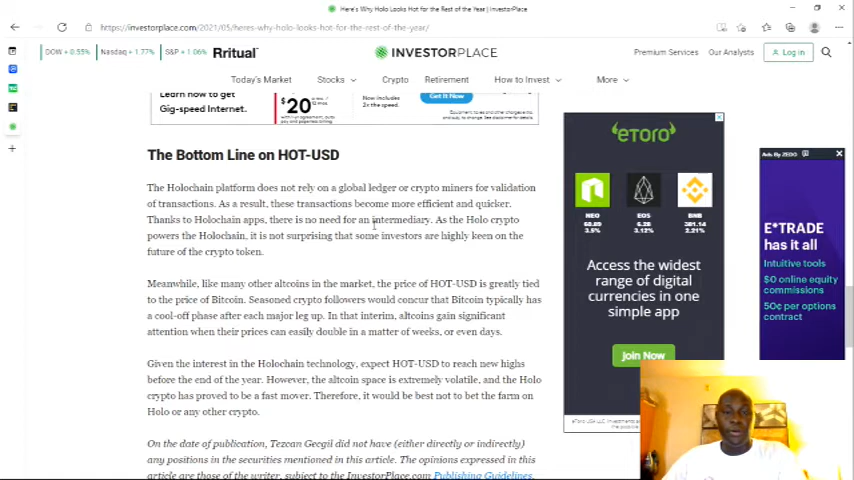 Here's Why Holo Looks Hot for the Rest of the Year | InvestorPlace
https://investorplace.com/2021/05/heres-why-holo-looks-hot-for-the-rest-of-the-year/
DOW + 0.55% Nasdaq + 1.77% S&P + 1.06% Rritual INVESTORPLACE Premium Services Our Analysts Log in
Today's Market Stocks Crypto Retirement How to Invest More
Learn how to get
Gig-speed Internet.
$20
Now includes
2x the speed.
Get It Now
The Bottom Line on HOT-USD
The Holochain platform does not rely on a global ledger or crypto miners for validation
of transactions. As a result, these transactions become more efficient and quicker.
Thanks to Holochain apps, there is no need for an intermediary. As the Holo crypto
powers the Holochain, it is not surprising that some investors are highly keen on the
future of the crypto token.
Meanwhile, like many other altcoins in the market, the price of HOT-USD is greatly tied
to the price of Bitcoin. Seasoned crypto followers would concur that Bitcoin typically has
a cool-off phase after each major leg up. In that interim, altcoins gain significant
attention when their prices can easily double in a matter of weeks, or even days.
Given the interest in the Holochain technology, expect HOT-USD to reach new highs
before the end of the year. However, the altcoin space is extremely volatile, and the Holo
crypto has proved to be a fast mover. Therefore, it would be best not to bet the farm on
Holo or any other crypto.
On the date of publication, Tezcan Gecgil did not have (either directly or indirectly)
any positions in the securities mentioned in this article. The opinions expressed in
this article are those of the writer, subject to the InvestorPlace.com Publishing Guidelines.
eToro
NEO EOS BNB
3.5% 3.12% 2.21%
Access the widest
range of digital
currencies in one
simple app
Join Now
Ads By ZEDO
E*TRADE
has it all
Intuitive tools
$0 online equity
commissions
50¢ per options
contract